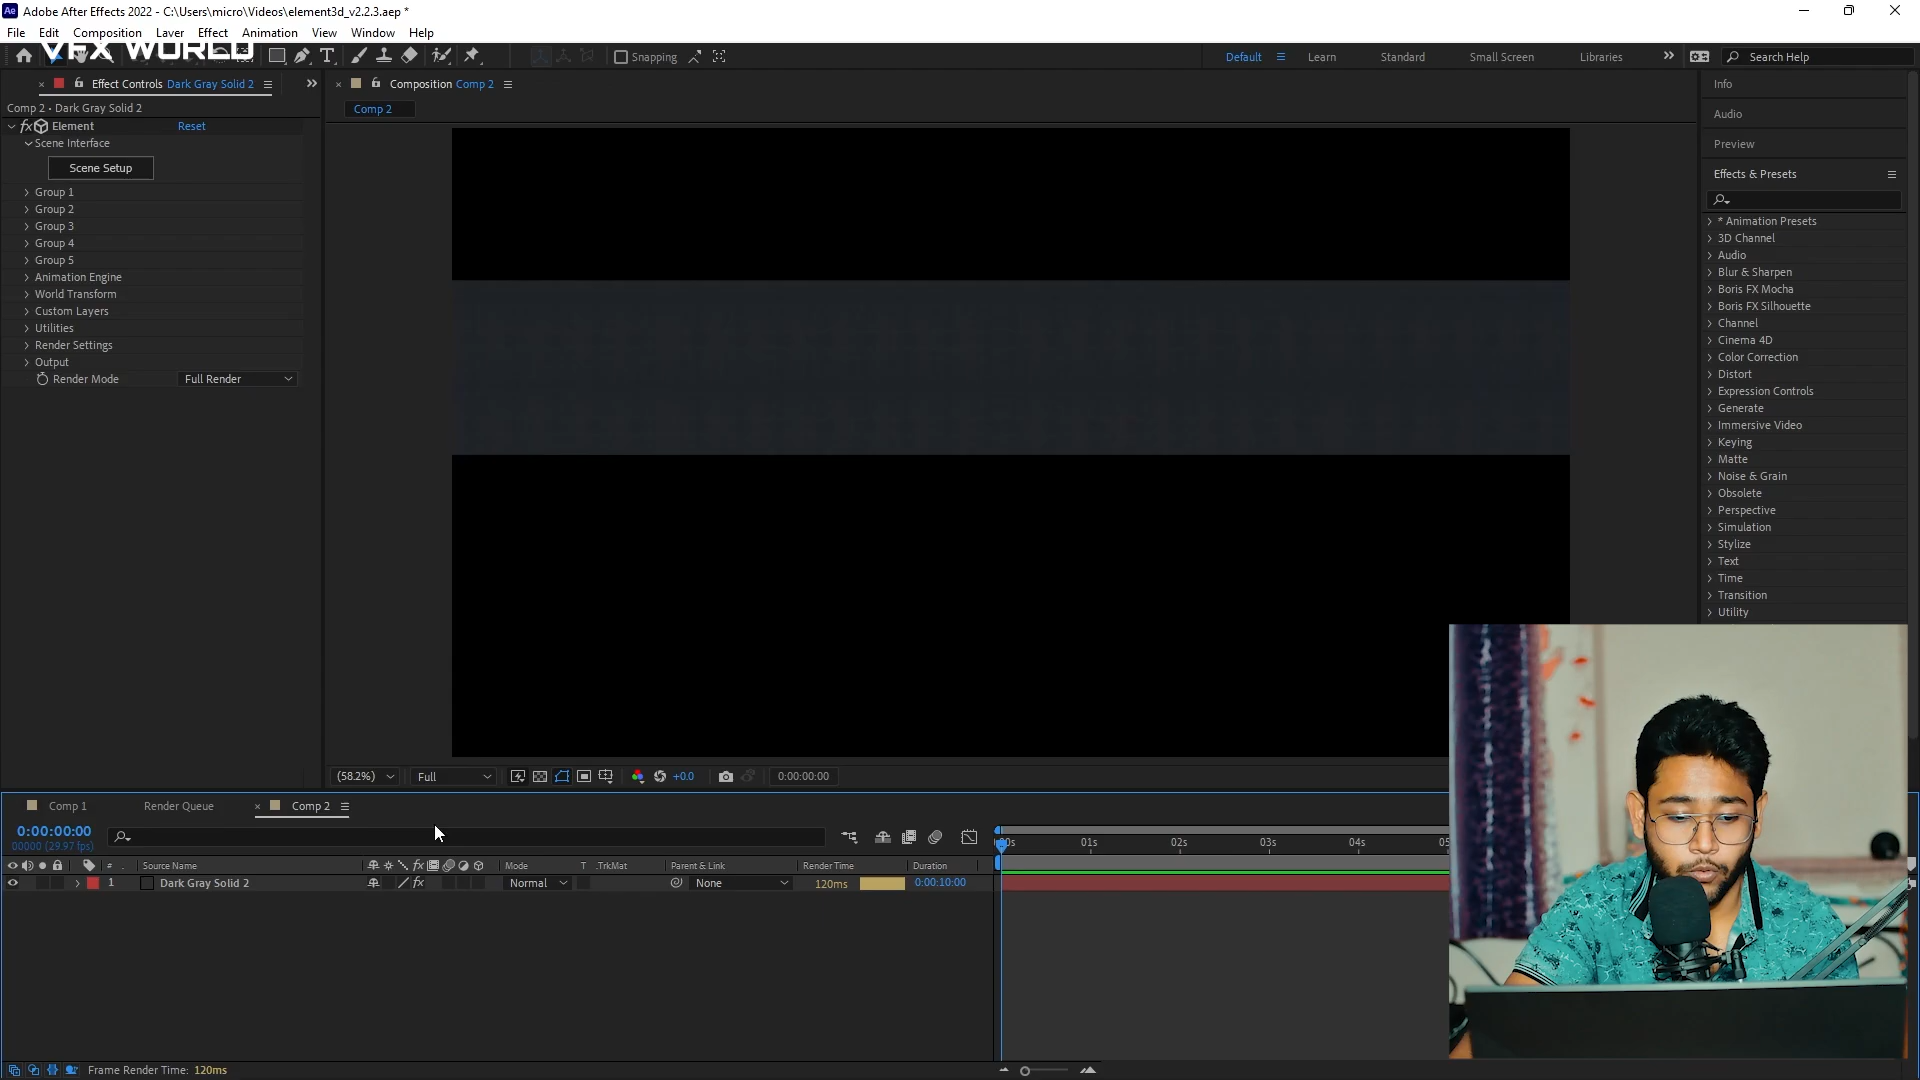 Adobe After Effects 2022 - C:\Users\micro\Videos\element3d_v2.2.3.aep *
File Edit Composition Layer Effect Animation View Window Help
VFX WORLD
Snapping
Default Learn Standard Small Screen Libraries Search Help
Effect Controls Dark Gray Solid 2
Composition Comp 2
Comp 2 • Dark Gray Solid 2
Comp 2
fx Element Reset
Scene Interface
Scene Setup
Group 1
Group 2
Group 3
Group 4
Group 5
Animation Engine
World Transform
Custom Layers
Utilities
Render Settings
Output
Render Mode Full Render
Info
Audio
Preview
Effects & Presets
* Animation Presets
3D Channel
Audio
Blur & Sharpen
Boris FX Mocha
Boris FX Silhouette
Channel
Cinema 4D
Color Correction
Distort
Expression Controls
Generate
Immersive Video
Keying
Matte
Noise & Grain
Obsolete
Perspective
Simulation
Stylize
Text
Time
Transition
Utility
(58.2%) Full +0.0 0:00:00:00
Comp 1 Render Queue Comp 2
0:00:00:00
00000 (29.97 fps)
01s 02s 03s 04s
# Source Name fx Mode T .TrkMat Parent & Link Render Time Duration
1 Dark Gray Solid 2 fx Normal None 120ms 0:00:10:00
Frame Render Time: 120ms